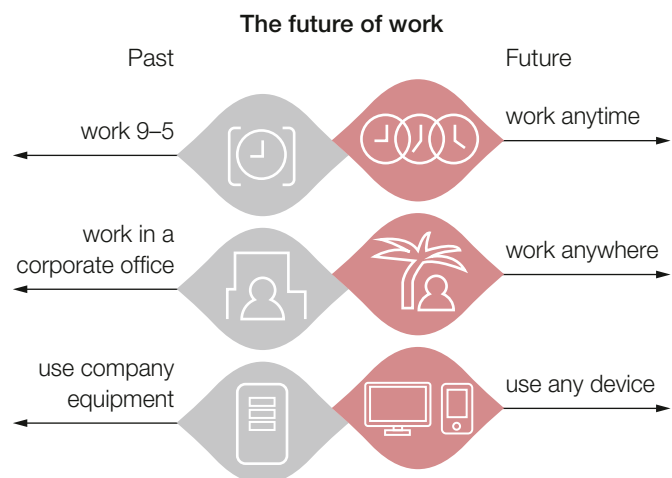 The future of work
Past
Future
work 9–5
work anytime
work in a
corporate office
work anywhere
use company
equipment
use any device